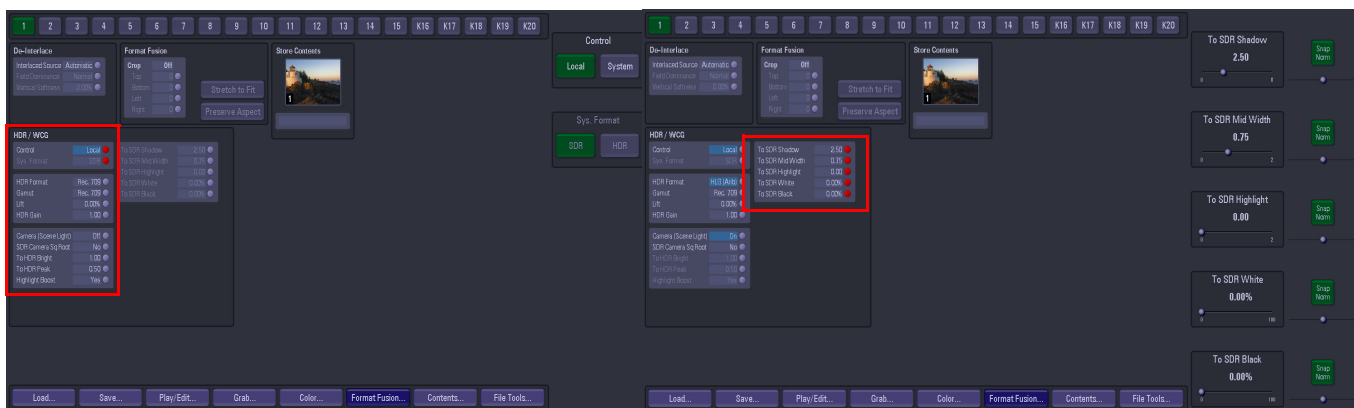 1 2 3 4 5 6 7 8 9 10 11 12 13 14 15 K16 K17 K18 K19 K20
De-Interlace
Interlaced Source Automatic
Field Dominance Normal
Vertical Softness 0.00%
Format Fusion
Crop Off
Top 0
Bottom 0
Left 0
Right 0
Stretch to Fit
Preserve Aspect
Store Contents
1
HDR / WCG
Control Local
Sys. Format SDR
HDR Format Rec. 709
Gamut Rec. 709
Lift 0.00%
HDR Gain 1.00
Camera (Scene Light) Off
SDR Camera Sq Root No
To HDR Bright 1.00
To HDR Peak 0.50
Highlight Boost Yes
To SDR Shadow 2.50
To SDR Mid Width 0.75
To SDR Highlight 0.00
To SDR White 0.00%
To SDR Black 0.00%
Control
Local System
Sys. Format
SDR HDR
Load... Save... Play/Edit... Grab... Color... Format Fusion... Contents... File Tools...
1 2 3 4 5 6 7 8 9 10 11 12 13 14 15 K16 K17 K18 K19 K20
De-Interlace
Interlaced Source Automatic
Field Dominance Normal
Vertical Softness 0.00%
Format Fusion
Crop Off
Top 0
Bottom 0
Left 0
Right 0
Stretch to Fit
Preserve Aspect
Store Contents
1
HDR / WCG
Control Local
Sys. Format SDR
HDR Format HLG (Arib)
Gamut Rec. 709
Lift 0.00%
HDR Gain 1.00
Camera (Scene Light) On
SDR Camera Sq Root No
To HDR Bright 1.00
To HDR Peak 0.50
Highlight Boost Yes
To SDR Shadow 2.50
To SDR Mid Width 0.75
To SDR Highlight 0.00
To SDR White 0.00%
To SDR Black 0.00%
To SDR Shadow
2.50
Snap Norm
To SDR Mid Width
0.75
0 2
Snap Norm
To SDR Highlight
0.00
0 2
Snap Norm
To SDR White
0.00%
0 100
Snap Norm
To SDR Black
0.00%
0 100
Snap Norm
Load... Save... Play/Edit... Grab... Color... Format Fusion... Contents... File Tools...